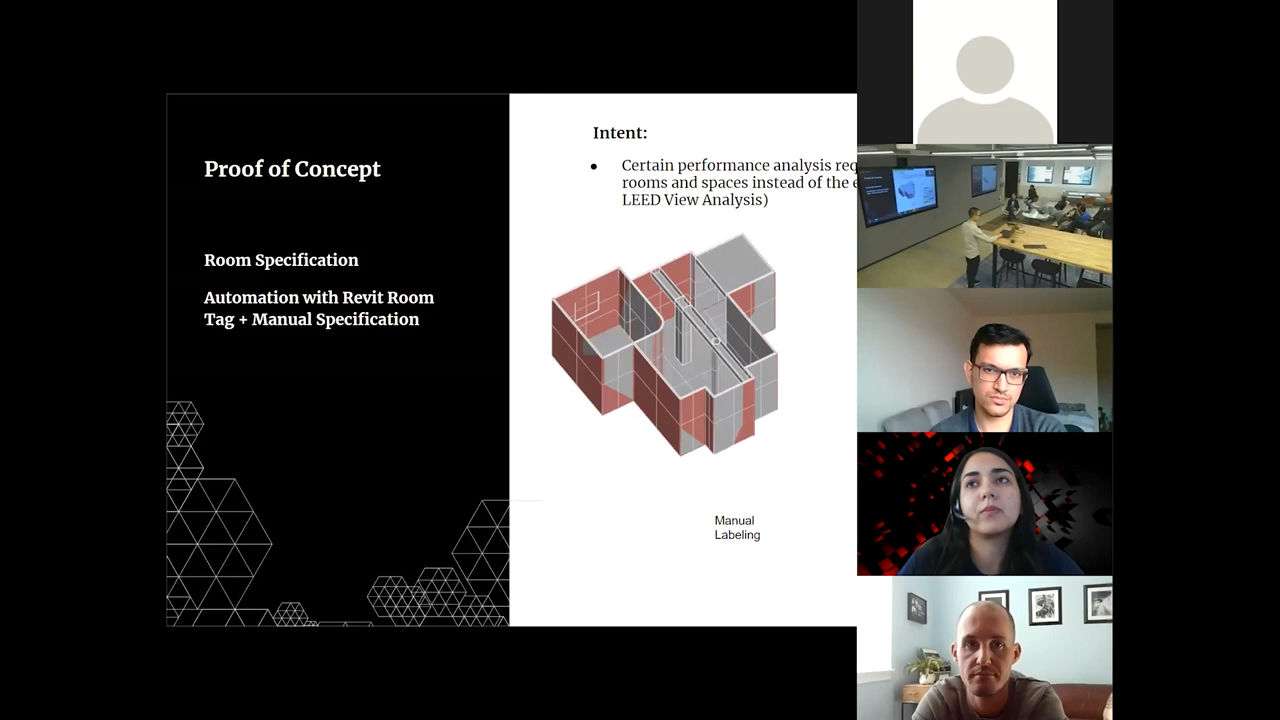 Proof of Concept
Room Specification
Automation with Revit Room
Tag + Manual Specification
Intent:
• Certain performance analysis req
rooms and spaces instead of the e
LEED View Analysis)
Manual
Labeling